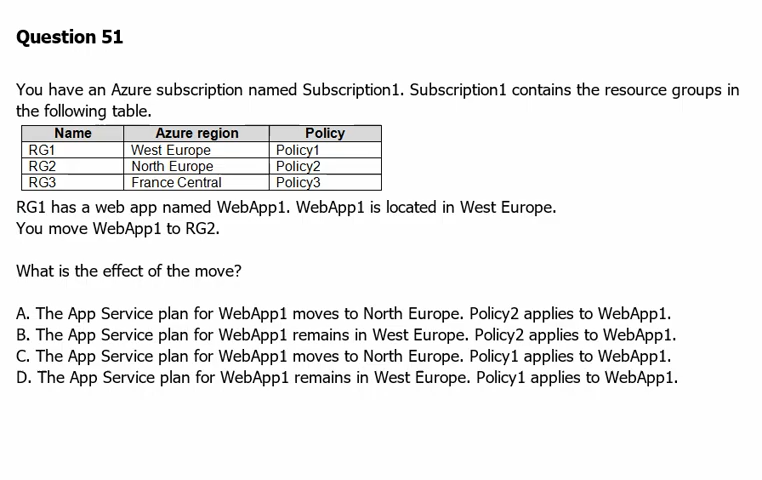 Question 51
You have an Azure subscription named Subscription1. Subscription1 contains the resource groups in
the following table.
Name Azure region Policy
RG1 West Europe Policy1
RG2 North Europe Policy2
RG3 France Central Policy3
RG1 has a web app named WebApp1. WebApp1 is located in West Europe.
You move WebApp1 to RG2.
What is the effect of the move?
A. The App Service plan for WebApp1 moves to North Europe. Policy2 applies to WebApp1.
B. The App Service plan for WebApp1 remains in West Europe. Policy2 applies to WebApp1.
C. The App Service plan for WebApp1 moves to North Europe. Policy1 applies to WebApp1.
D. The App Service plan for WebApp1 remains in West Europe. Policy1 applies to WebApp1.